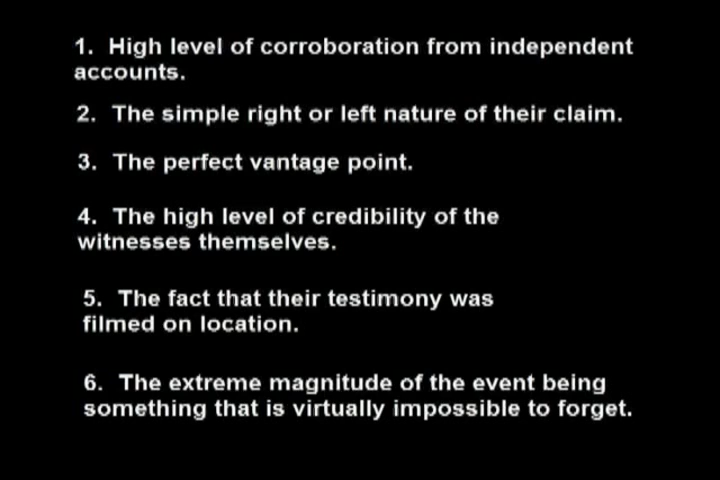 1. High level of corroboration from independent
accounts.
2. The simple right or left nature of their claim.
3. The perfect vantage point.
4. The high level of credibility of the
witnesses themselves.
5. The fact that their testimony was
filmed on location.
6. The extreme magnitude of the event being
something that is virtually impossible to forget.